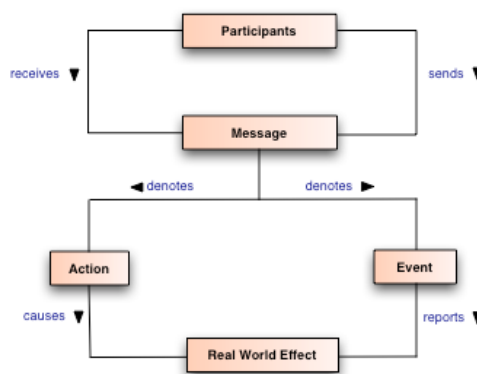 Participants
receives
sends
Message
denotes
denotes
Action
Event
causes
reports
Real World Effect